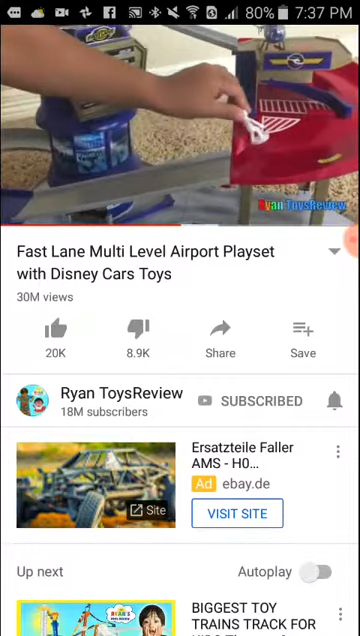 80% 7:37 PM
Ryan ToysReview
Fast Lane Multi Level Airport Playset
with Disney Cars Toys
30M views
20K
8.9K
Share
Save
Ryan ToysReview
18M subscribers
SUBSCRIBED
Ersatzteile Faller
AMS - H0...
Ad ebay.de
Site
VISIT SITE
Up next
Autoplay
RYAN'S
BIGGEST TOY
TRAINS TRACK FOR